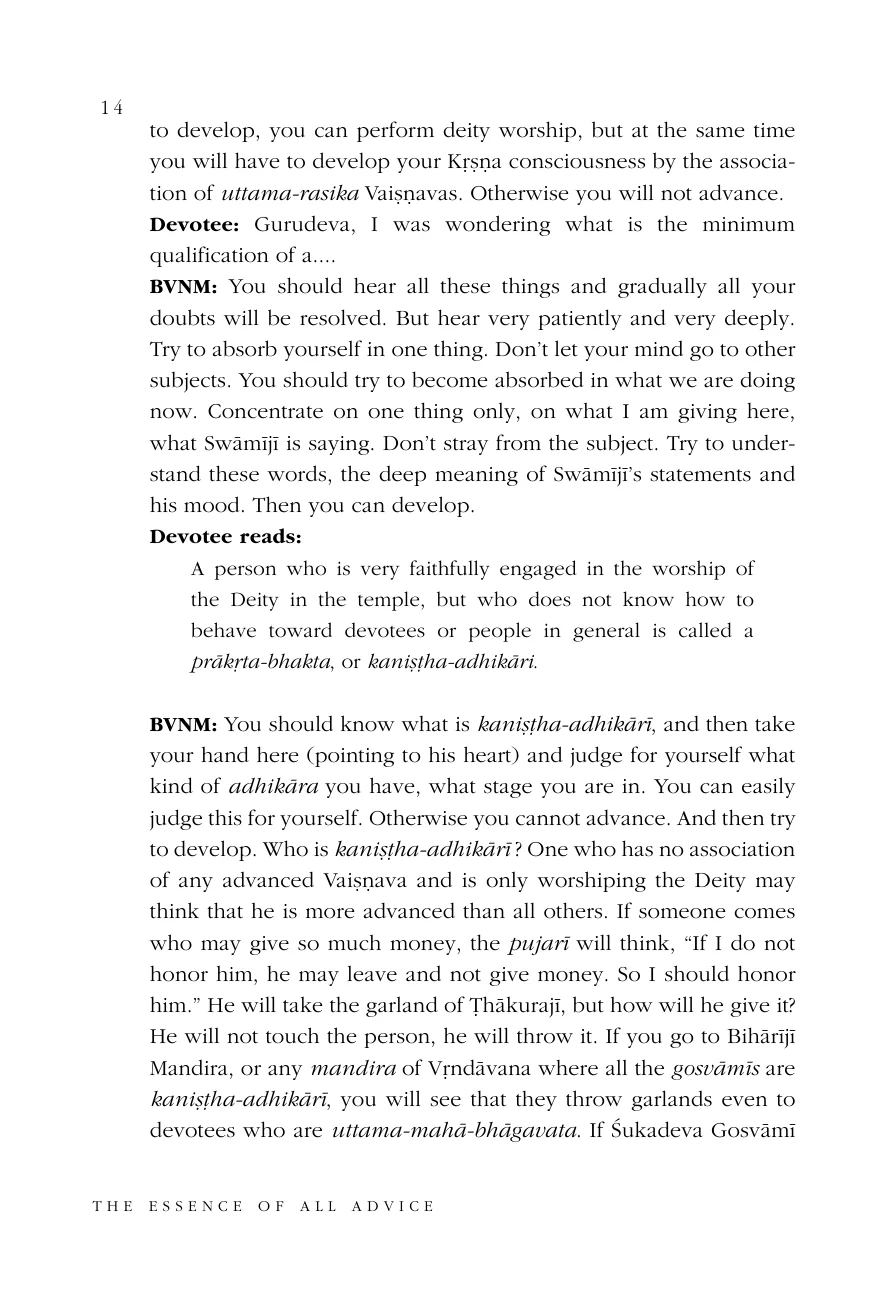 14
to develop, you can perform deity worship, but at the same time
you will have to develop your Kṛṣṇa consciousness by the associa-
tion of uttama-rasika Vaiṣṇavas. Otherwise you will not advance.
Devotee: Gurudeva, I was wondering what is the minimum
qualification of a....
BVNM: You should hear all these things and gradually all your
doubts will be resolved. But hear very patiently and very deeply.
Try to absorb yourself in one thing. Don’t let your mind go to other
subjects. You should try to become absorbed in what we are doing
now. Concentrate on one thing only, on what I am giving here,
what Swāmījī is saying. Don’t stray from the subject. Try to under-
stand these words, the deep meaning of Swāmījī’s statements and
his mood. Then you can develop.
Devotee reads:
A person who is very faithfully engaged in the worship of
the Deity in the temple, but who does not know how to
behave toward devotees or people in general is called a
prākṛta-bhakta, or kaniṣṭha-adhikāri.
BVNM: You should know what is kaniṣṭha-adhikārī, and then take
your hand here (pointing to his heart) and judge for yourself what
kind of adhikāra you have, what stage you are in. You can easily
judge this for yourself. Otherwise you cannot advance. And then try
to develop. Who is kaniṣṭha-adhikārī? One who has no association
of any advanced Vaiṣṇava and is only worshiping the Deity may
think that he is more advanced than all others. If someone comes
who may give so much money, the pujarī will think, “If I do not
honor him, he may leave and not give money. So I should honor
him.” He will take the garland of Ṭhākurajī, but how will he give it?
He will not touch the person, he will throw it. If you go to Bihārījī
Mandira, or any mandira of Vṛndāvana where all the gosvāmīs are
kaniṣṭha-adhikārī, you will see that they throw garlands even to
devotees who are uttama-mahā-bhāgavata. If Śukadeva Gosvāmī
THE ESSENCE OF ALL ADVICE